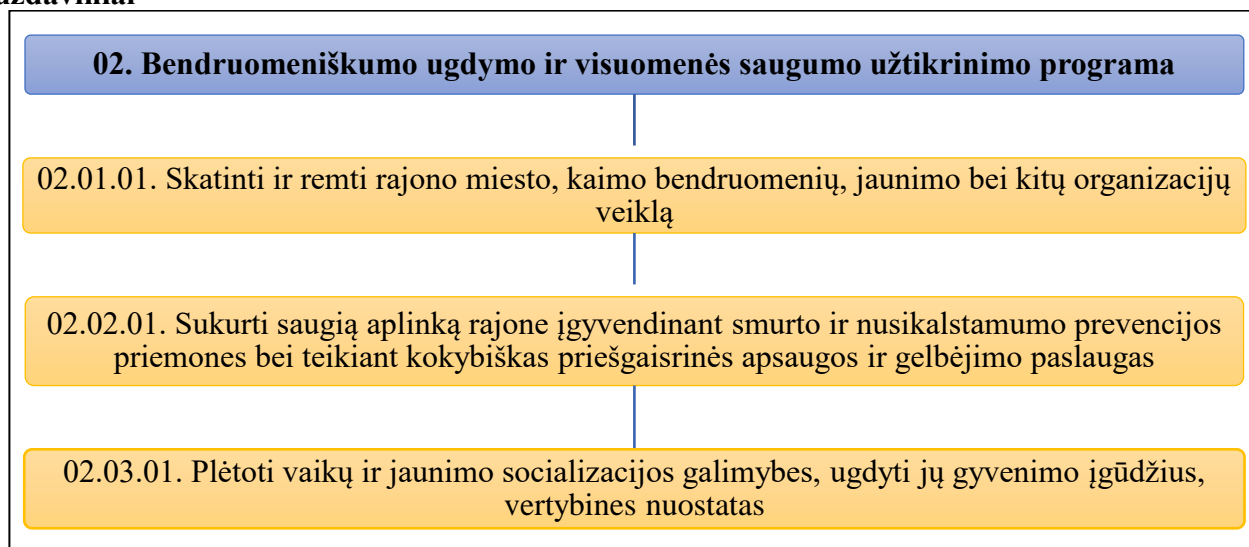 uždaviniai
02. Bendruomeniškumo ugdymo ir visuomenės saugumo užtikrinimo programa
02.01.01. Skatinti ir remti rajono miesto, kaimo bendruomenių, jaunimo bei kitų organizacijų
veiklą
02.02.01. Sukurti saugią aplinką rajone įgyvendinant smurto ir nusikalstamumo prevencijos
priemones bei teikiant kokybiškas priešgaisrinės apsaugos ir gelbėjimo paslaugas
02.03.01. Plėtoti vaikų ir jaunimo socializacijos galimybes, ugdyti jų gyvenimo įgūdžius,
vertybines nuostatas